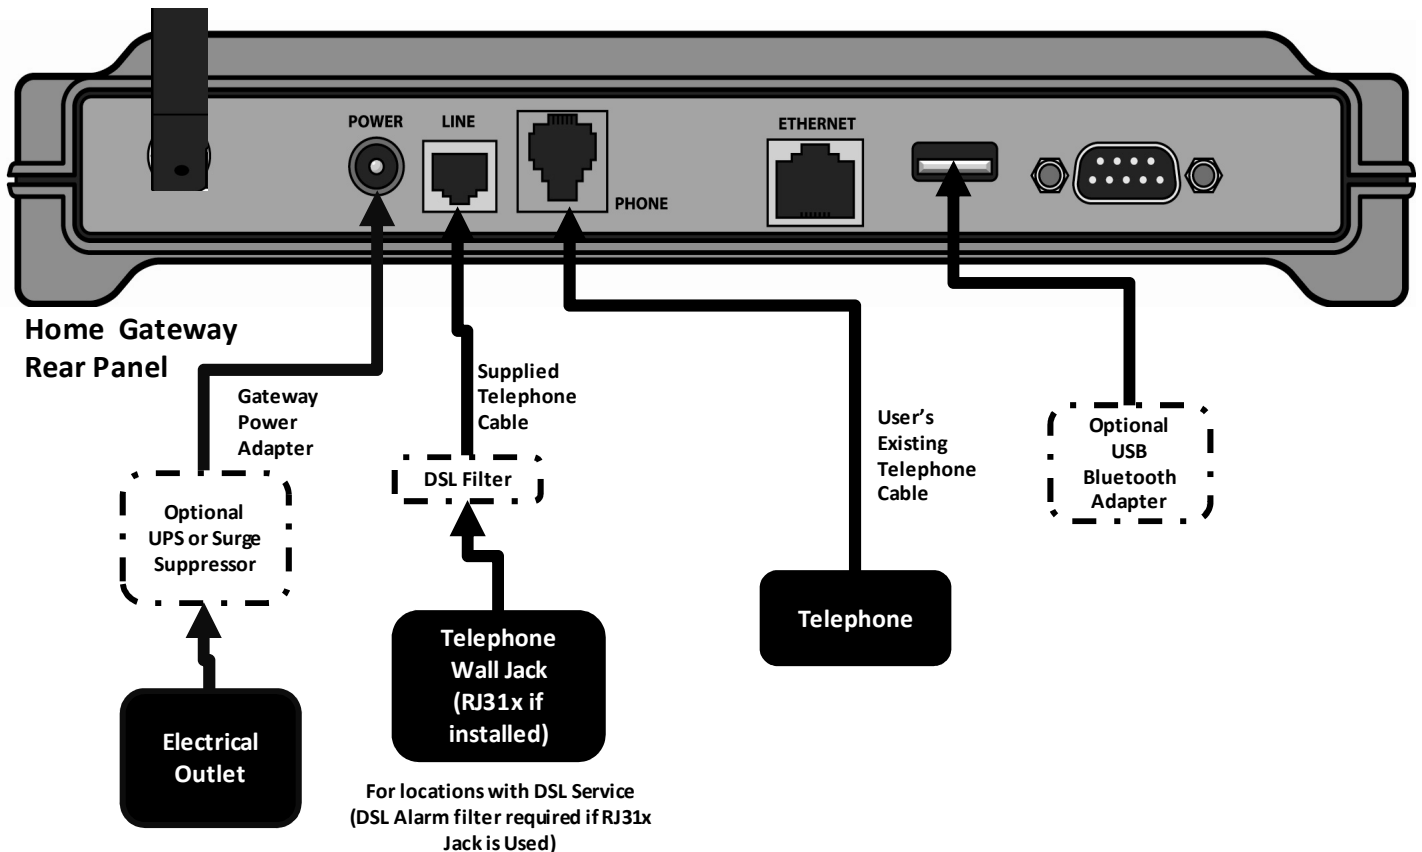 POWER
LINE
PHONE
ETHERNET
Home Gateway
Rear Panel
Gateway
Power
Adapter
Supplied
Telephone
Cable
User's
Existing
Telephone
Cable
Optional
USB
Bluetooth
Adapter
DSL Filter
Optional
UPS or Surge
Suppressor
Telephone
Wall Jack
(RJ31x if
installed)
Telephone
Electrical
Outlet
For locations with DSL Service
(DSL Alarm filter required if RJ31x
Jack is Used)